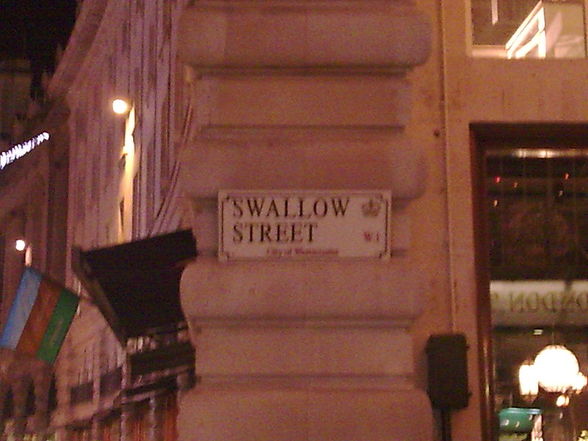 SWALLOW
STREET
W1
City of Westminster